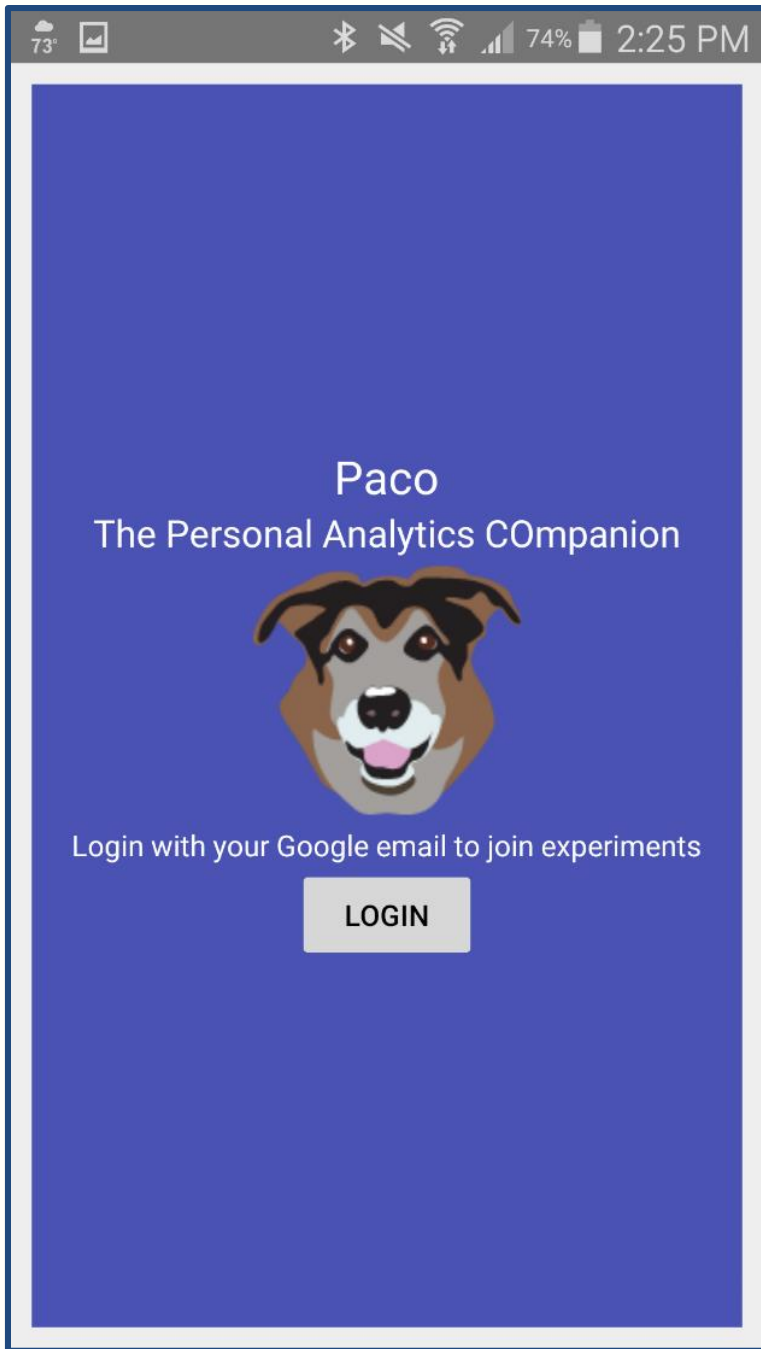 73° 74% 2:25 PM
Paco
The Personal Analytics COmpanion
Login with your Google email to join experiments
LOGIN